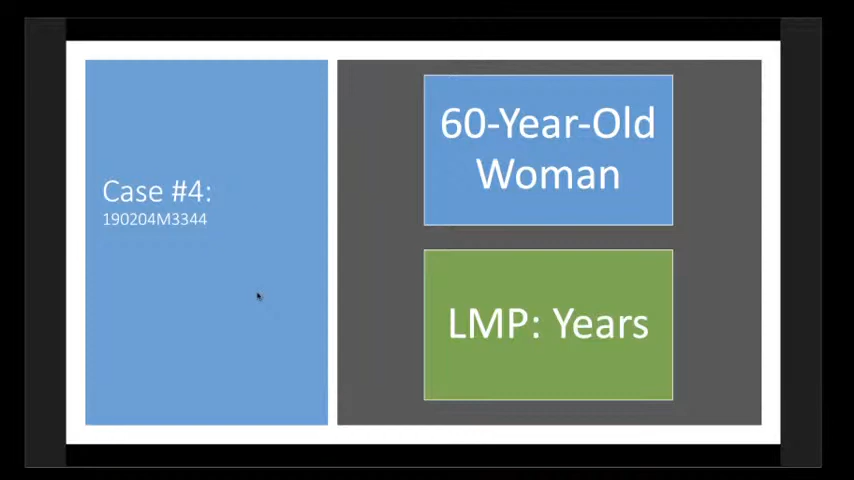 Case #4:
190204M3344
60-Year-Old
Woman
LMP: Years